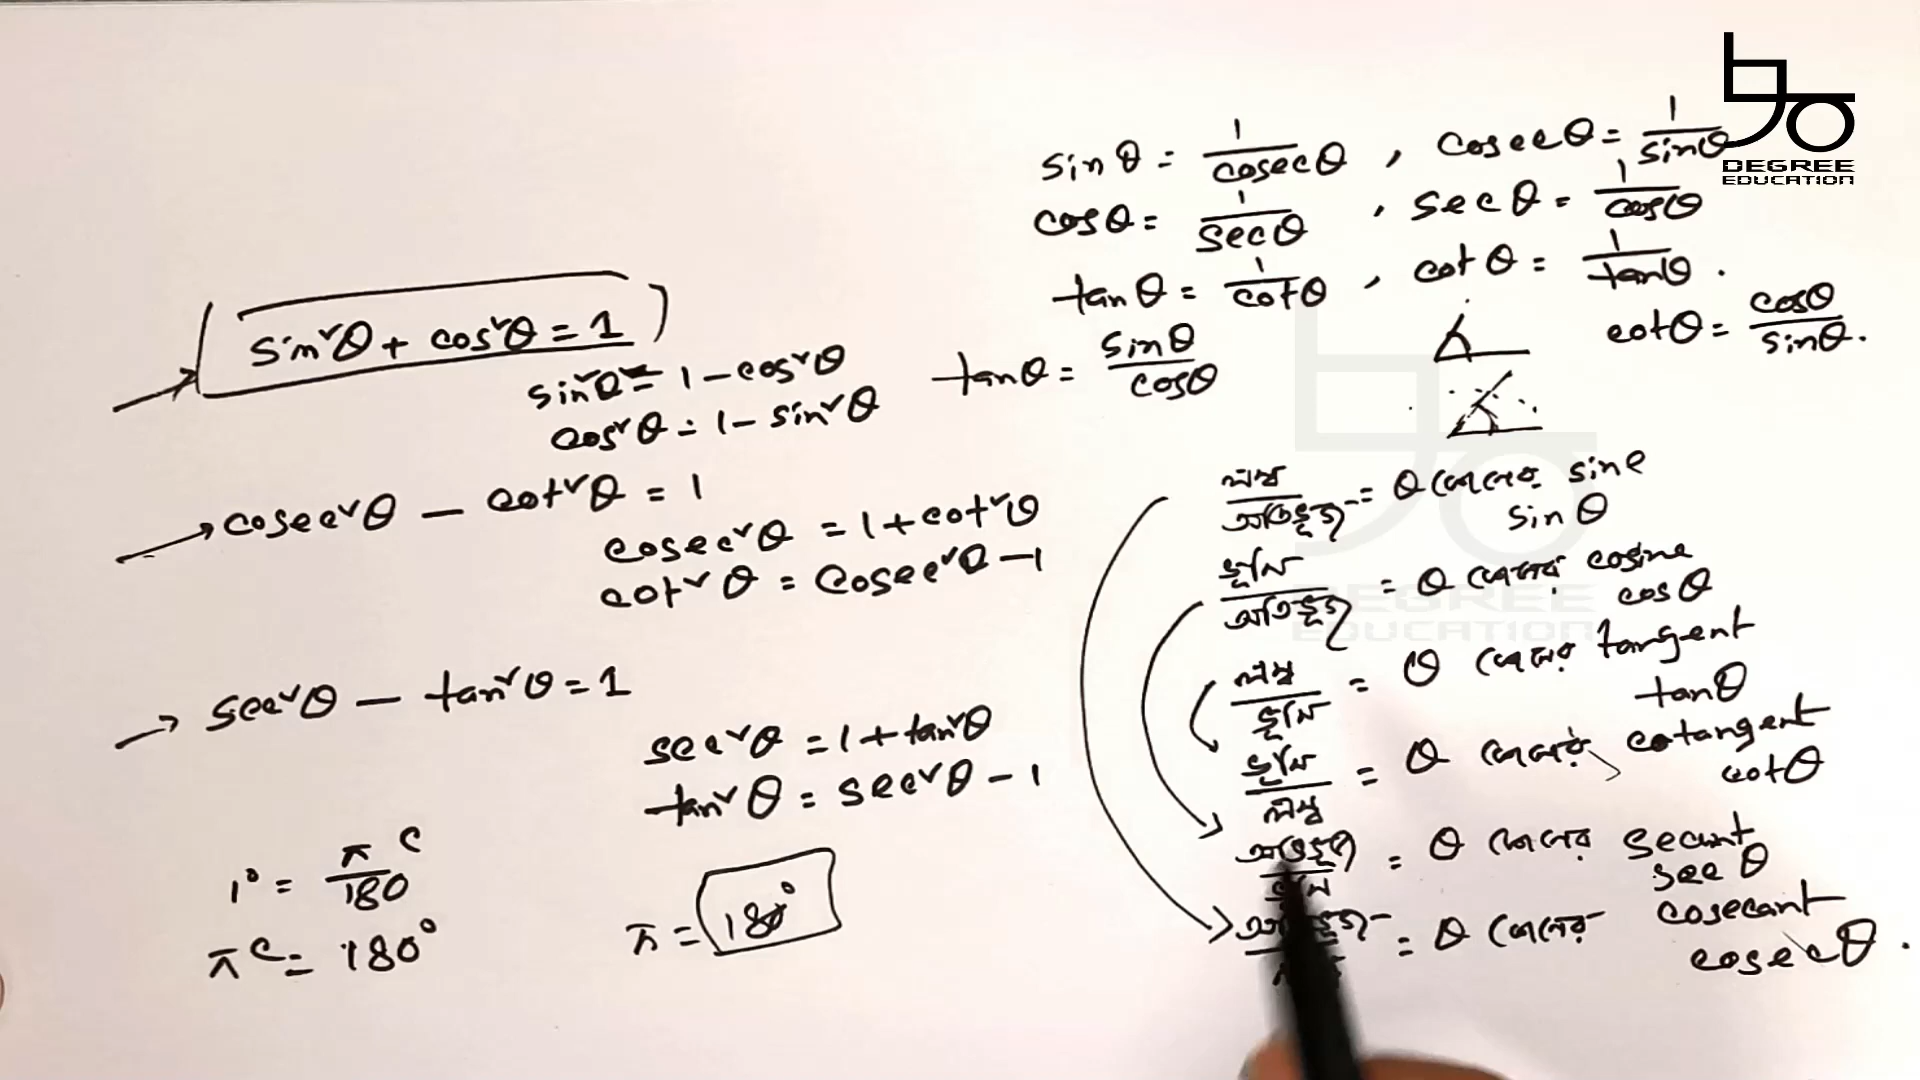 sin²θ + cos²θ = 1
sin²θ = 1 - cos²θ
cos²θ = 1 - sin²θ
cosec²θ - cot²θ = 1
cosec²θ = 1 + cot²θ
cot²θ = cosec²θ - 1
sec²θ - tan²θ = 1
sec²θ = 1 + tan²θ
tan²θ = sec²θ - 1
1° = π^c/180
π^c = 180°
π = 180°
sinθ = 1/cosecθ , cosecθ = 1/sinθ
cosθ = 1/secθ , secθ = 1/cosθ
tanθ = 1/cotθ , cotθ = 1/tanθ .
tanθ = sinθ/cosθ
cotθ = cosθ/sinθ .
লম্ব/অতিভূজ = θ কোনের sine
sinθ
ভূমি/অতিভূজ = θ কোনের cosine
cosθ
লম্ব/ভূমি = θ কোনের tangent
tanθ
ভূমি/লম্ব = θ কোনের cotangent
cotθ
অতিভূজ/ভূমি = θ কোনের secant
secθ
= θ কোনের cosecant
cosecθ .
DEGREE
EDUCATION
DEGREE
EDUCATION